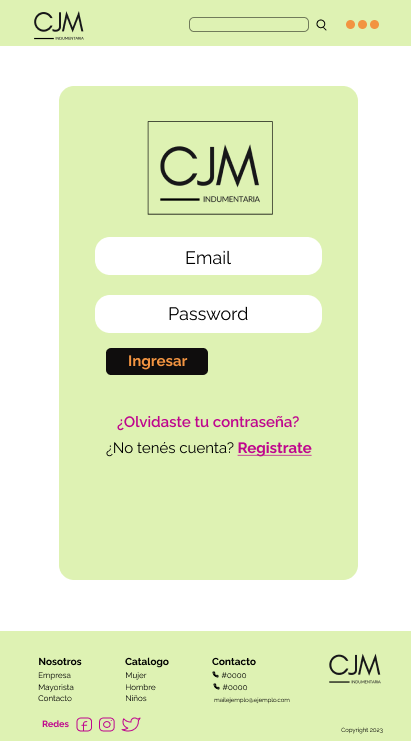 CJM
INDUMENTARIA
CJM
INDUMENTARIA
Email
Password
Ingresar
¿Olvidaste tu contraseña?
¿No tenés cuenta? Registrate
Nosotros
Empresa
Mayorista
Contacto
Catalogo
Mujer
Hombre
Niños
Contacto
#0000
#0000
mailejemplo@ejemplo.com
CJM
INDUMENTARIA
Redes
Copyright 2023